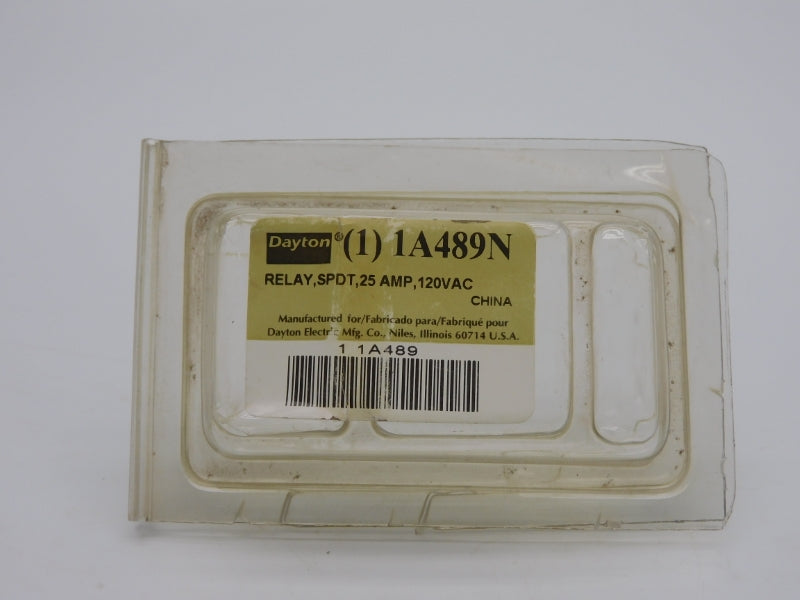 Dayton® (1) 1A489N
RELAY,SPDT,25 AMP,120VAC
CHINA
Manufactured for/Fabricado para/Fabriqué pour
Dayton Electric Mfg. Co., Niles, Illinois 60714 U.S.A.
1 1A489